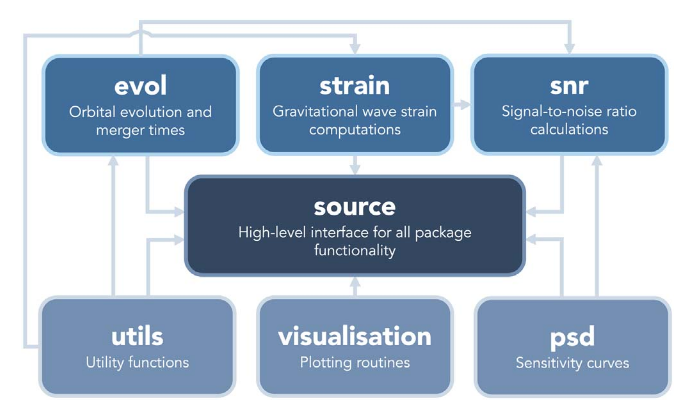 evol
Orbital evolution and
merger times
strain
Gravitational wave strain
computations
snr
Signal-to-noise ratio
calculations
source
High-level interface for all package
functionality
utils
Utility functions
visualisation
Plotting routines
psd
Sensitivity curves